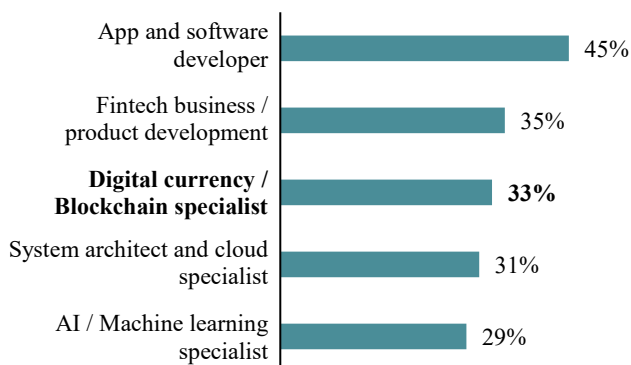 App and software
developer
45%
Fintech business /
product development
35%
Digital currency /
Blockchain specialist
33%
System architect and cloud
specialist
31%
AI / Machine learning
specialist
29%